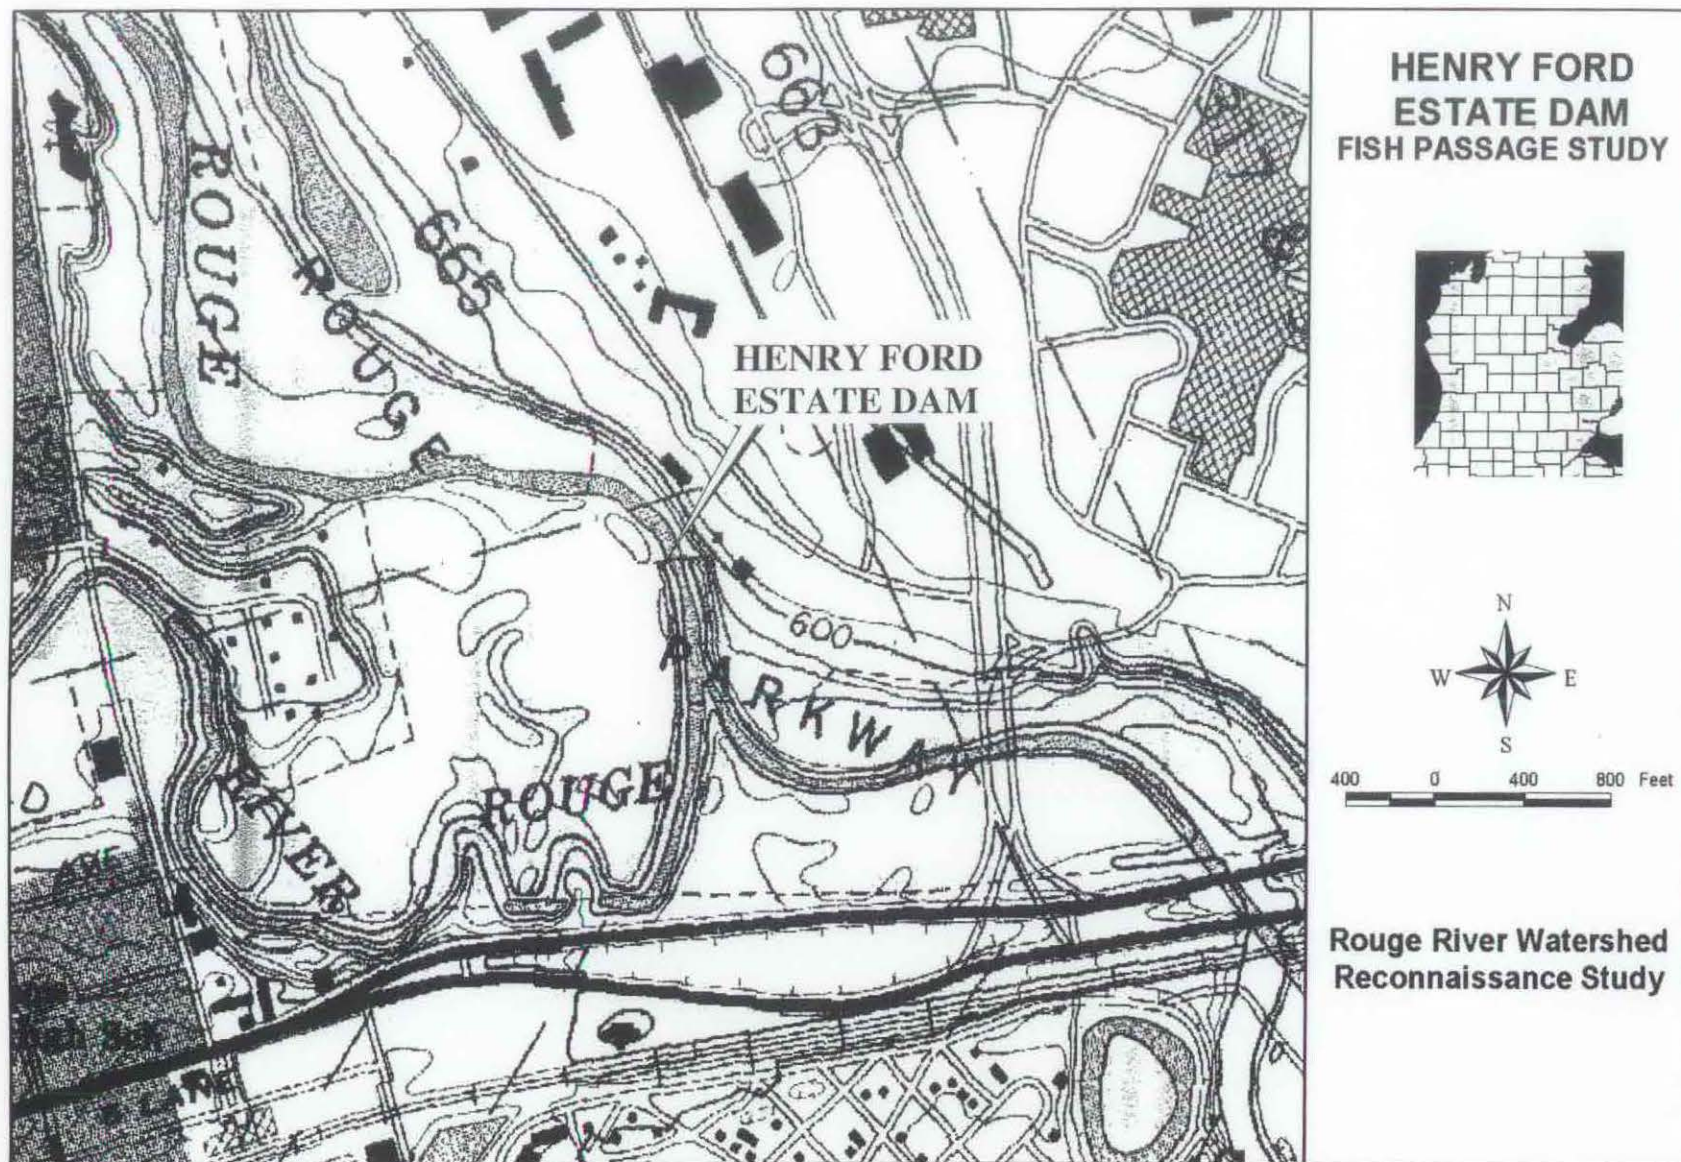 HENRY FORD
ESTATE DAM
FISH PASSAGE STUDY
N
W E
S
400 0 400 800 Feet
Rouge River Watershed
Reconnaissance Study
HENRY FORD
ESTATE DAM
ROUGE
ROUGE
PARKWAY
663
665
600
ROUGE
RIVER